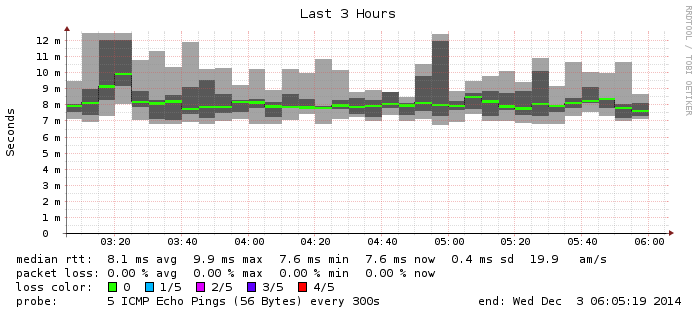 Last 3 Hours
RRDTOOL / TOBI OETIKER
Seconds
12 m
11 m
10 m
9 m
8 m
7 m
6 m
5 m
4 m
3 m
2 m
1 m
0
03:20 03:40 04:00 04:20 04:40 05:00 05:20 05:40 06:00
median rtt: 8.1 ms avg 9.9 ms max 7.6 ms min 7.6 ms now 0.4 ms sd 19.9 am/s
packet loss: 0.00 % avg 0.00 % max 0.00 % min 0.00 % now
loss color: 0 1/5 2/5 3/5 4/5
probe: 5 ICMP Echo Pings (56 Bytes) every 300s end: Wed Dec 3 06:05:19 2014